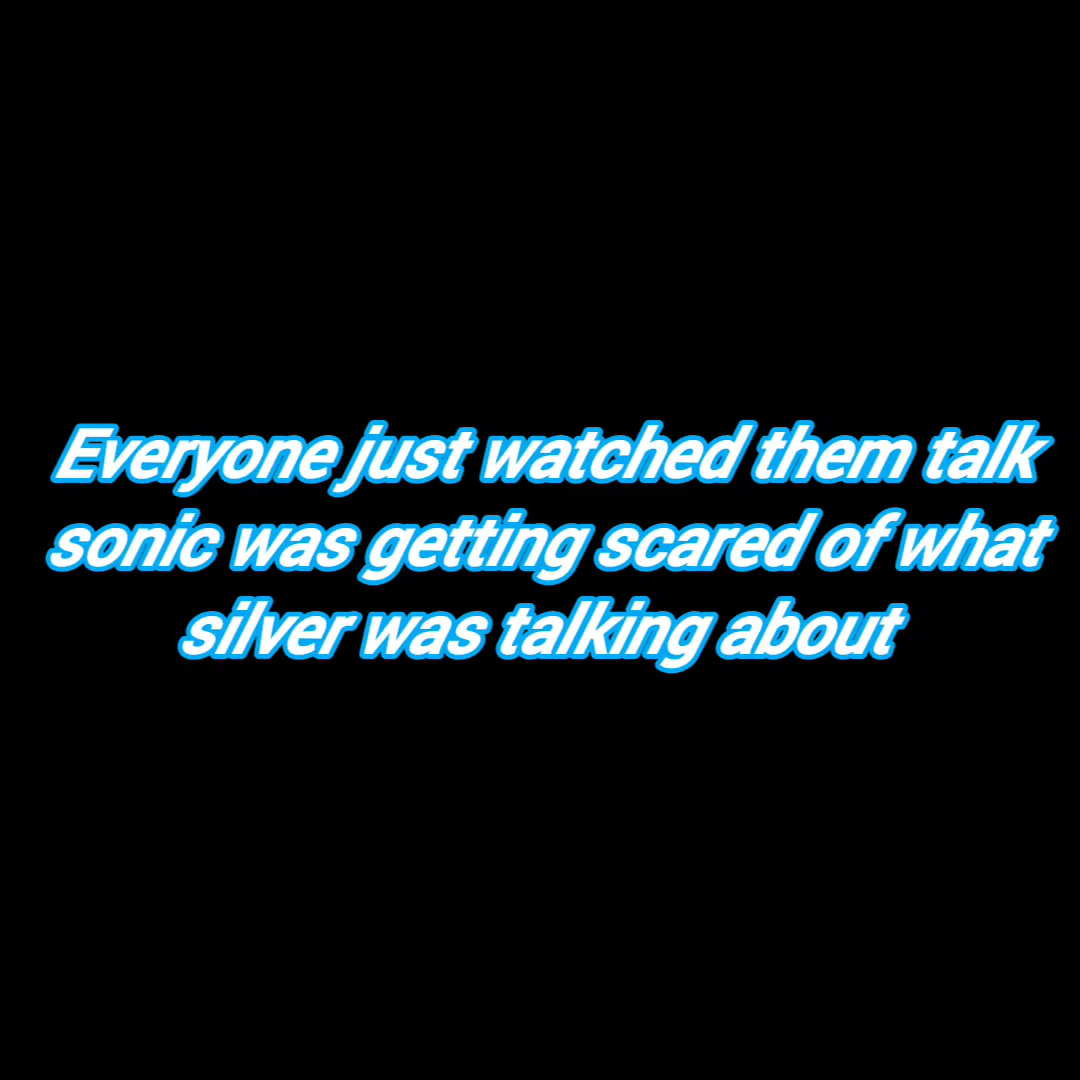 Everyone just watched them talk
sonic was getting scared of what
silver was talking about